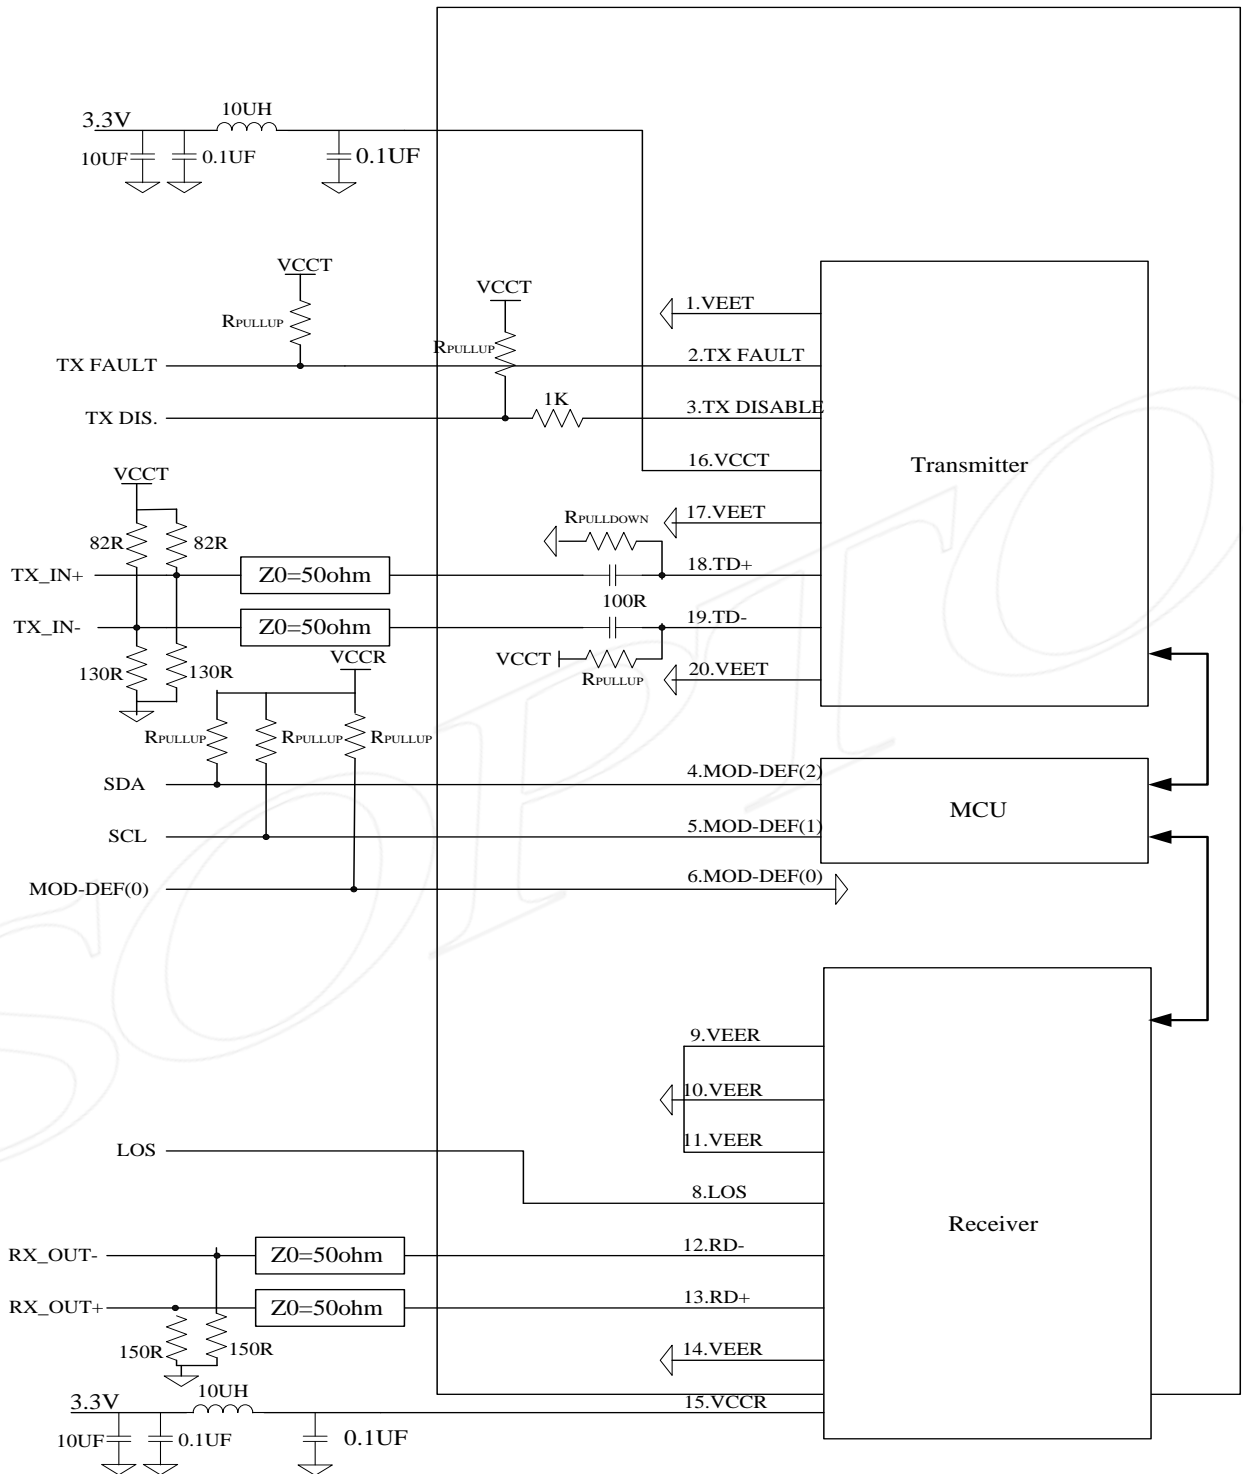 10UH
3.3V
10UF
0.1UF
0.1UF
VCCT
VCCT
1.VEET
RPULLUP
RPULLUP
2.TX FAULT
TX FAULT
1K
3.TX DISABLE
TX DIS.
16.VCCT
Transmitter
VCCT
RPULLDOWN
17.VEET
82R
82R
18.TD+
TX_IN+
Z0=50ohm
100R
19.TD-
TX_IN-
Z0=50ohm
VCCR
VCCT
20.VEET
130R
130R
RPULLUP
RPULLUP
RPULLUP
RPULLUP
4.MOD-DEF(2)
SDA
MCU
5.MOD-DEF(1)
SCL
6.MOD-DEF(0)
MOD-DEF(0)
SOPTO
9.VEER
10.VEER
11.VEER
LOS
8.LOS
Receiver
RX_OUT-
Z0=50ohm
12.RD-
RX_OUT+
Z0=50ohm
13.RD+
150R
150R
14.VEER
10UH
3.3V
15.VCCR
10UF
0.1UF
0.1UF